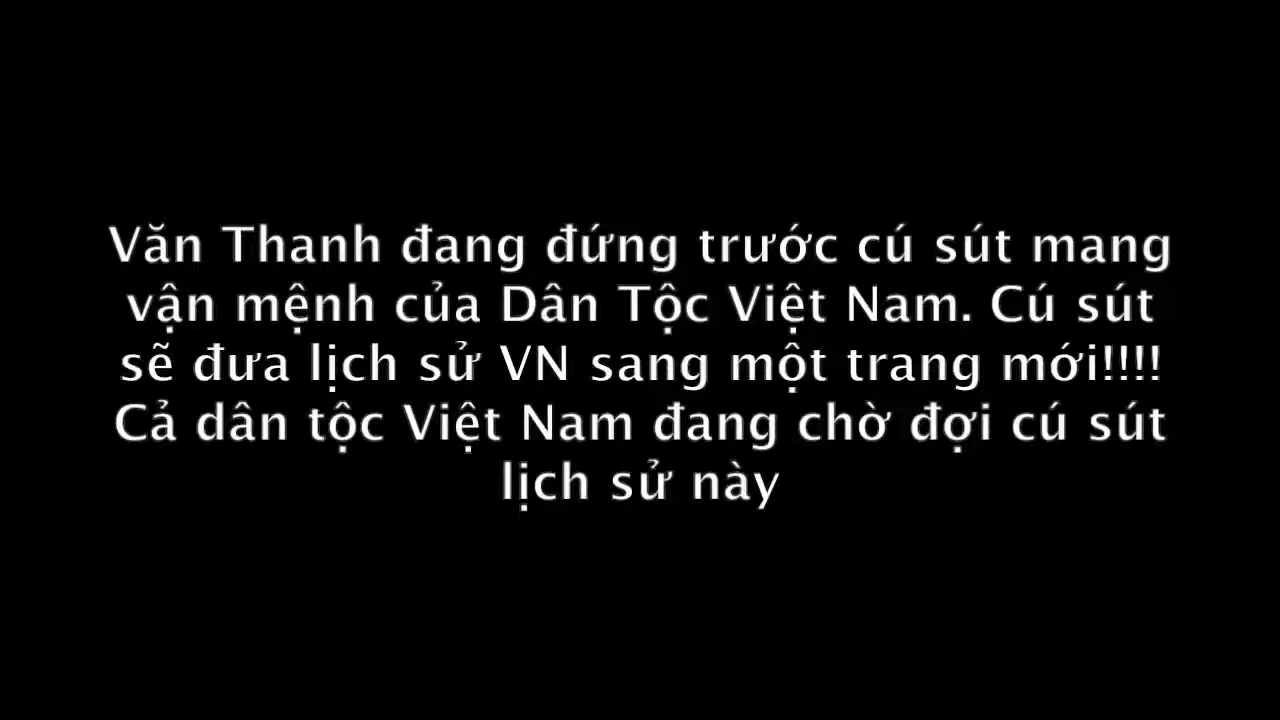 Văn Thanh đang đứng trước cú sút mang
vận mệnh của Dân Tộc Việt Nam. Cú sút
sẽ đưa lịch sử VN sang một trang mới!!!!
Cả dân tộc Việt Nam đang chờ đợi cú sút
lịch sử này